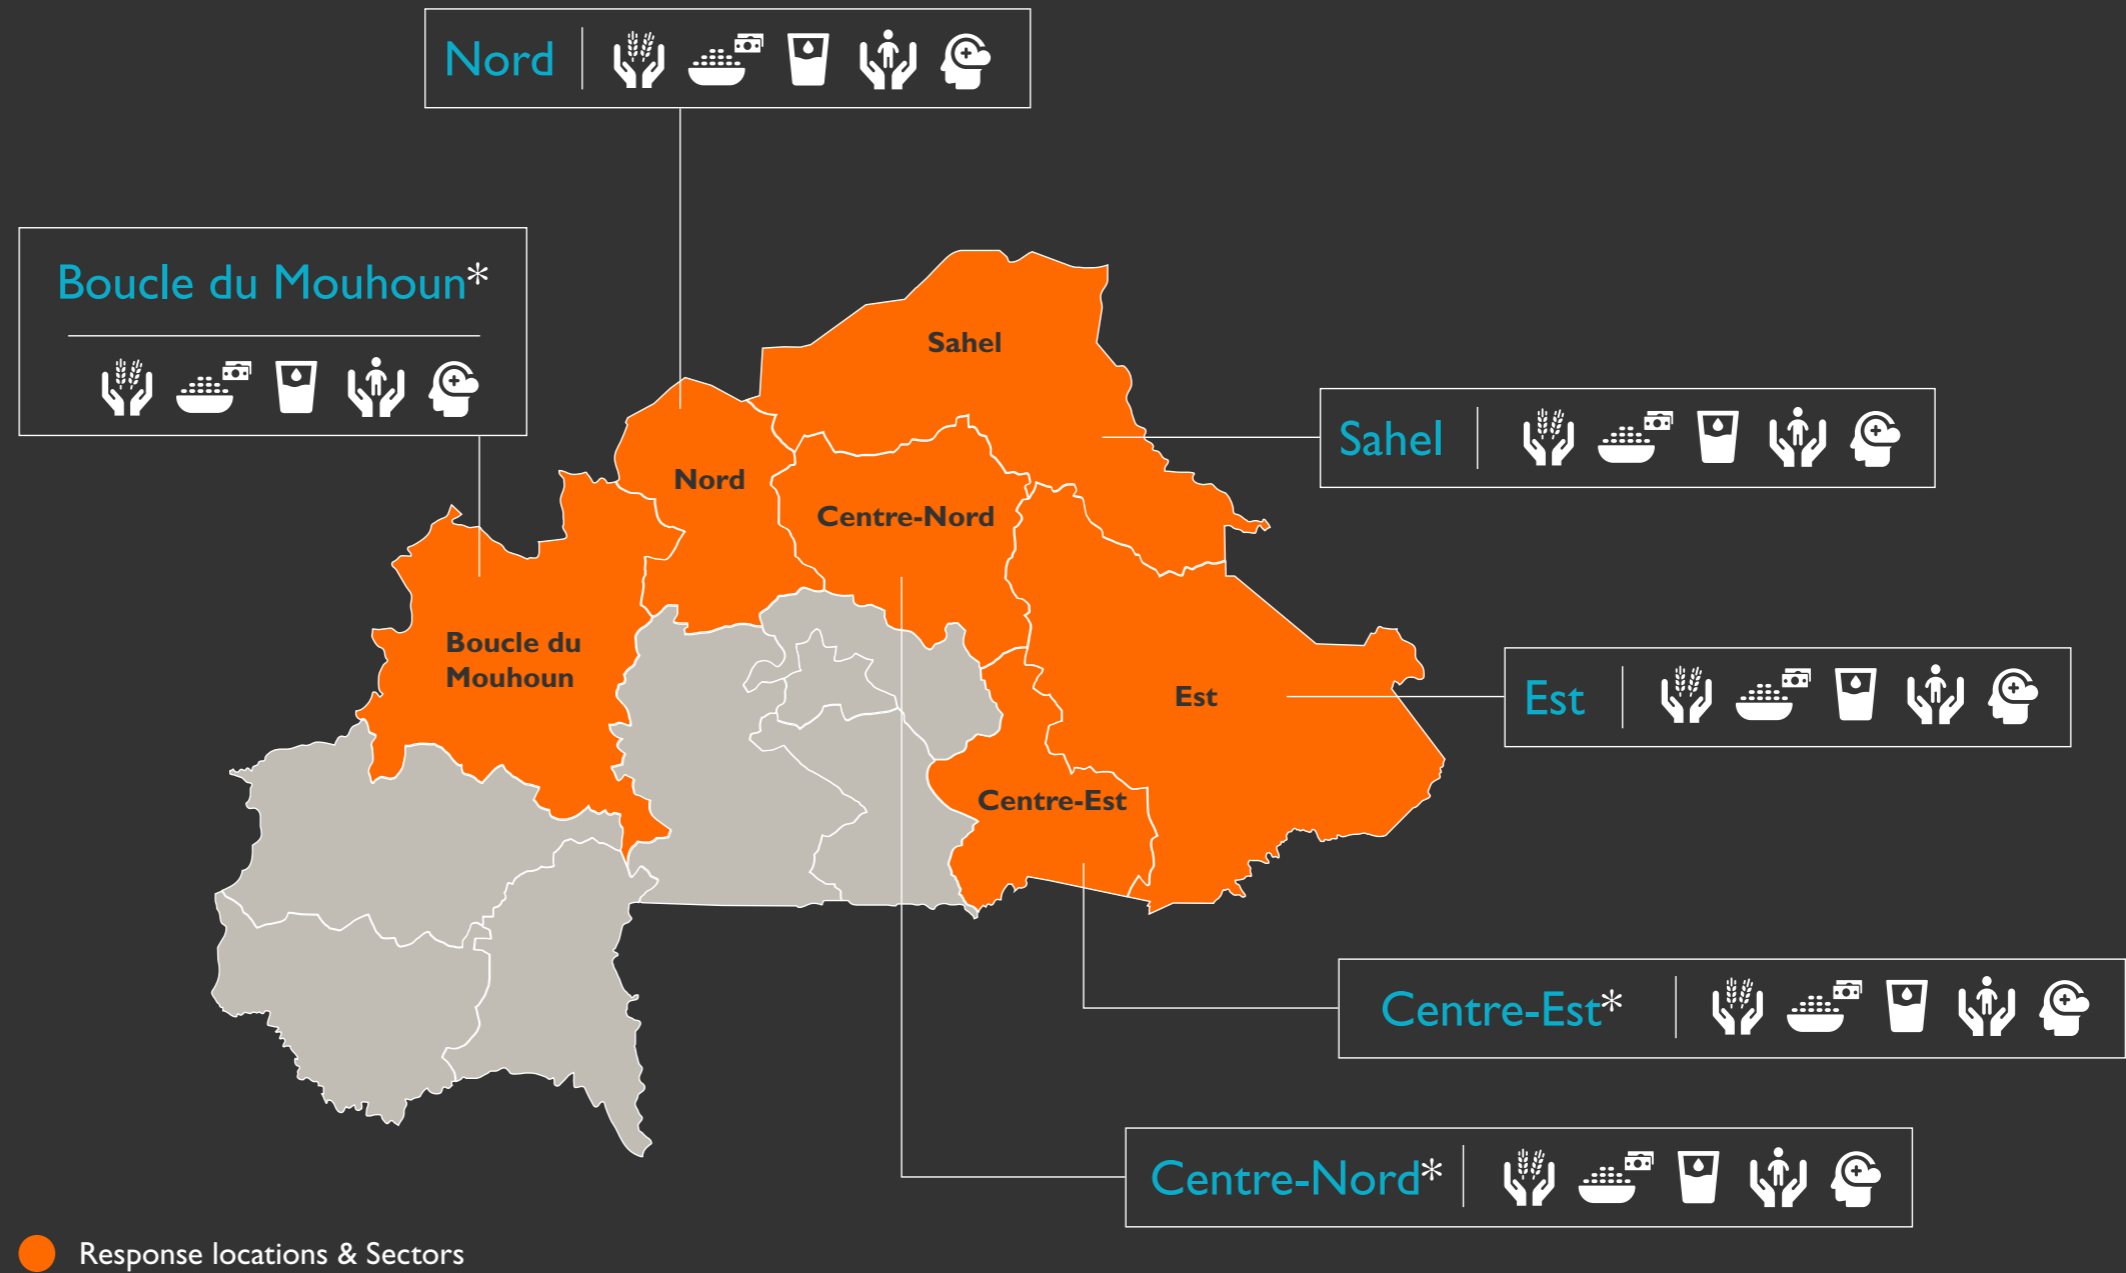 Nord
Boucle du Mouhoun*
Sahel
Sahel
Nord
Centre-Nord
Boucle du
Mouhoun
Est
Est
Centre-Est
Centre-Est*
Centre-Nord*
Response locations & Sectors